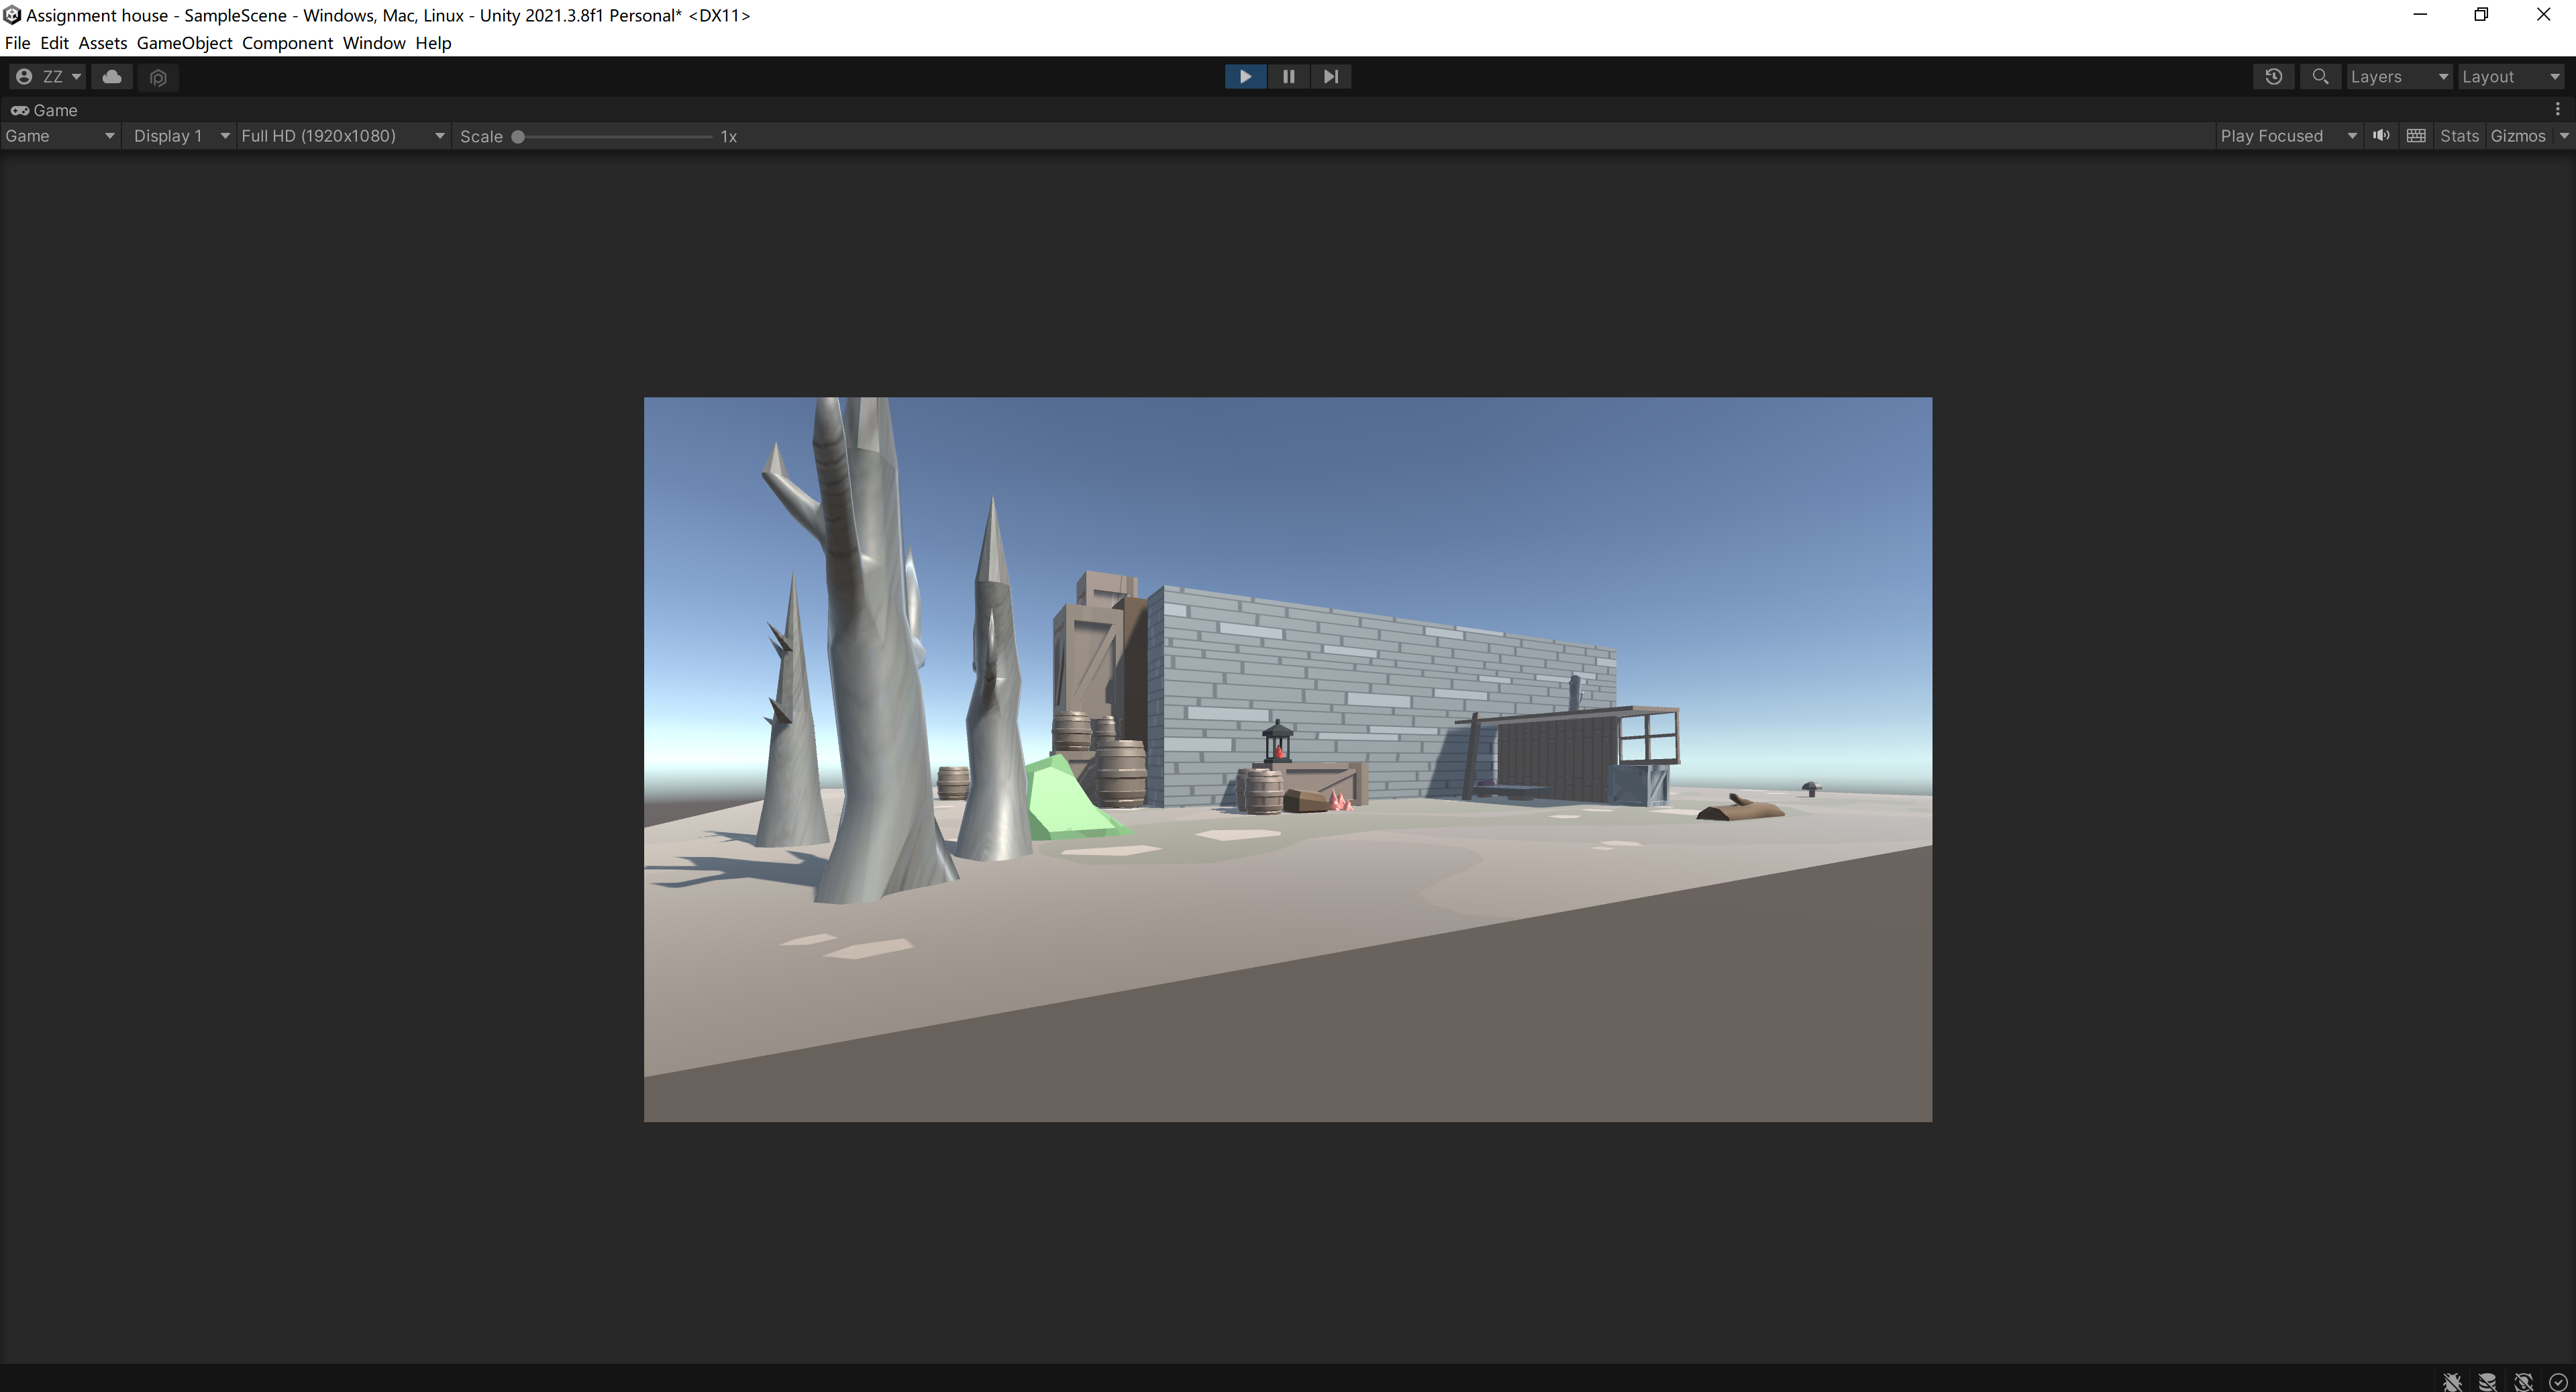 Assignment house - SampleScene - Windows, Mac, Linux - Unity 2021.3.8f1 Personal* <DX11>
File Edit Assets GameObject Component Window Help
ZZ Layers Layout
Game
Game Display 1 Full HD (1920x1080) Scale 1x Play Focused Stats Gizmos